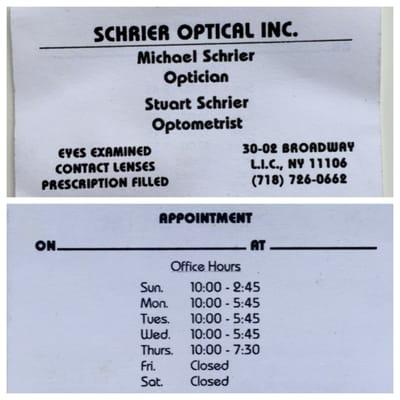 SCHRIER OPTICAL INC.
Michael Schrier
Optician
Stuart Schrier
Optometrist
EYES EXAMINED
CONTACT LENSES
PRESCRIPTION FILLED
30-02 BROADWAY
L.I.C., NY 11106
(718) 726-0662
APPOINTMENT
ON AT
Office Hours
Sun. 10:00 - 2:45
Mon. 10:00 - 5:45
Tues. 10:00 - 5:45
Wed. 10:00 - 5:45
Thurs. 10:00 - 7:30
Fri. Closed
Sat. Closed